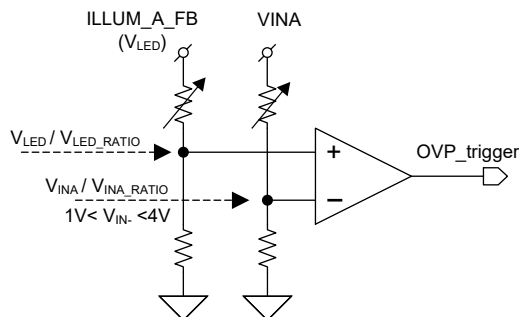 ILLUM_A_FB
(VLED)
VINA
VLED / VLED_RATIO
VINA / VINA_RATIO
1V< VIN- <4V
+
−
OVP_trigger